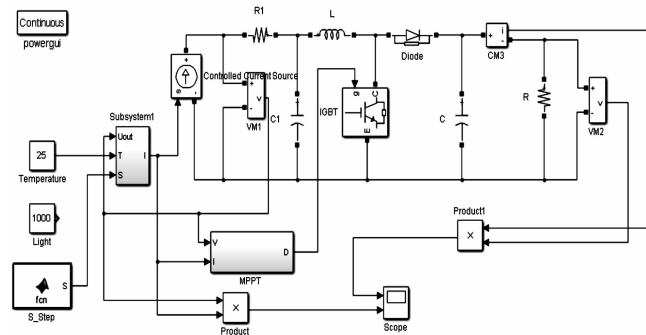 Continuous
powergui
R1
L
Diode
i
CM3
Controlled Current Source
s
VM1
v
C1
IGBT
g
C
E
C
R
v
VM2
Subsystem1
Uout
T
I
S
25
Temperature
1000
Light
fcn
S
S_Step
V
I
D
MPPT
Product
Product1
Scope